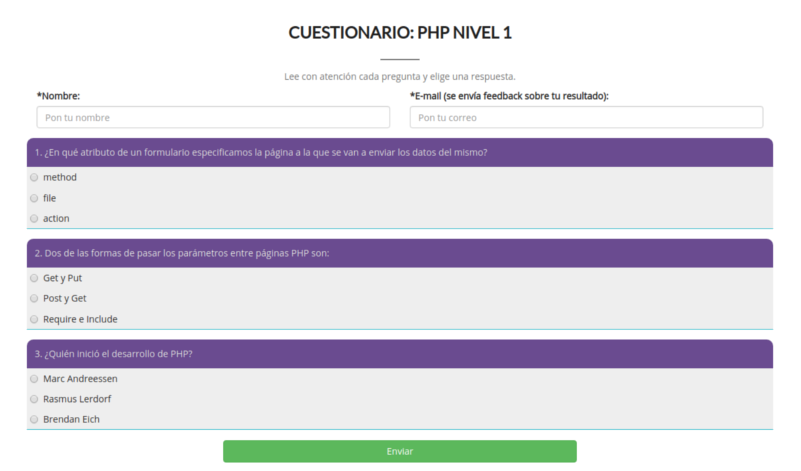 CUESTIONARIO: PHP NIVEL 1
Lee con atención cada pregunta y elige una respuesta.
*Nombre:
Pon tu nombre
*E-mail (se envía feedback sobre tu resultado):
Pon tu correo
1. ¿En qué atributo de un formulario especificamos la página a la que se van a enviar los datos del mismo?
method
file
action
2. Dos de las formas de pasar los parámetros entre páginas PHP son:
Get y Put
Post y Get
Require e Include
3. ¿Quién inició el desarrollo de PHP?
Marc Andreessen
Rasmus Lerdorf
Brendan Eich
Enviar